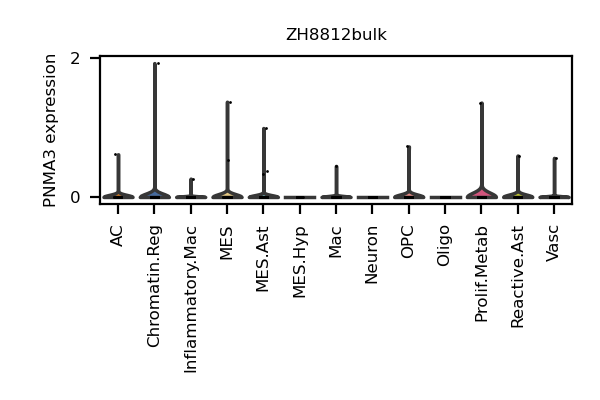 ZH8812bulk
PNMA3 expression
2
0
AC
Chromatin.Reg
Inflammatory.Mac
MES
MES.Ast
MES.Hyp
Mac
Neuron
OPC
Oligo
Prolif.Metab
Reactive.Ast
Vasc